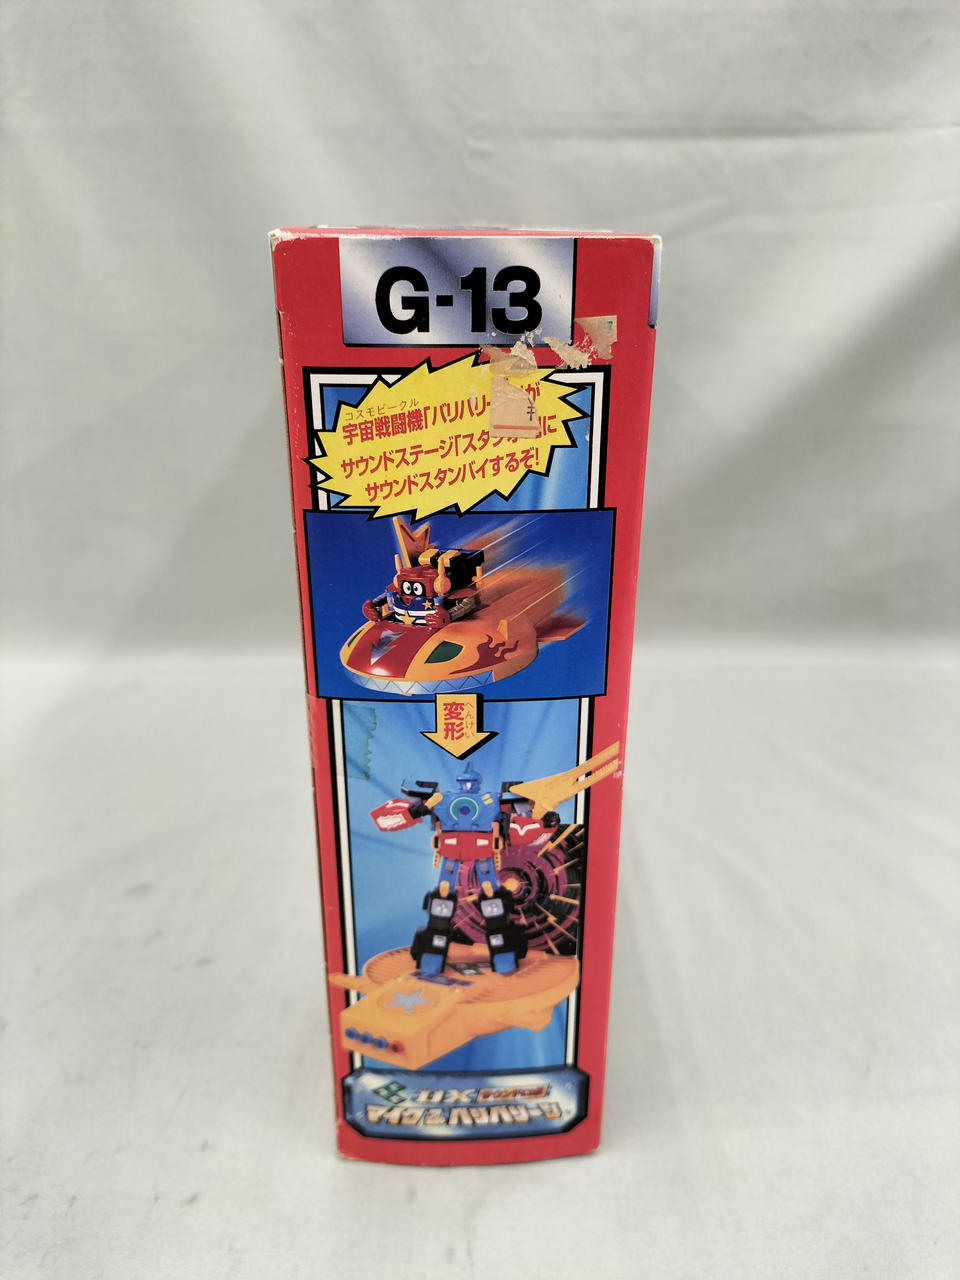 G-13
コスモビークル
宇宙戦闘機「バリバリーが
サウンドステージ「スタに
サウンドスタンバイするぞ!
へんけい
変形
マイク バリバリーン